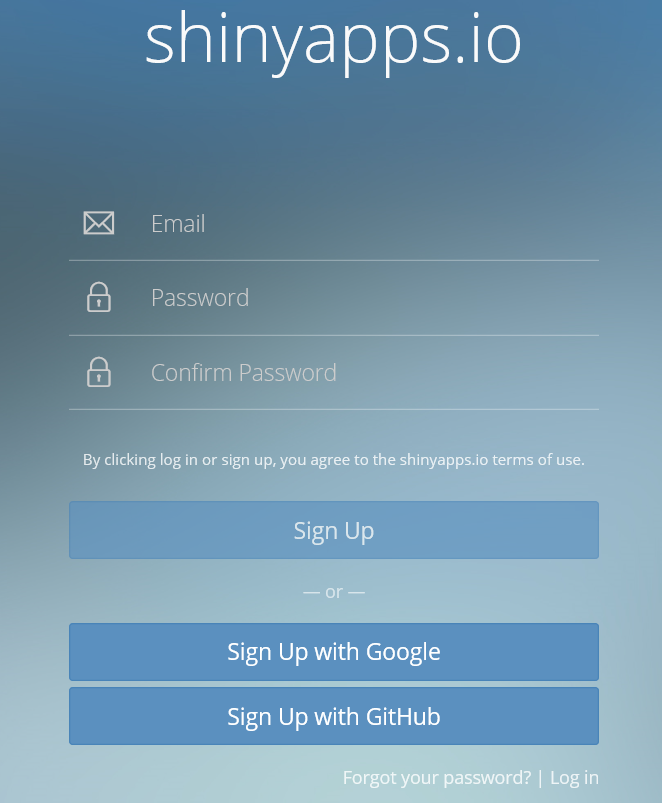 shinyapps.io
Email
Password
Confirm Password
By clicking log in or sign up, you agree to the shinyapps.io terms of use.
Sign Up
— or —
Sign Up with Google
Sign Up with GitHub
Forgot your password? | Log in